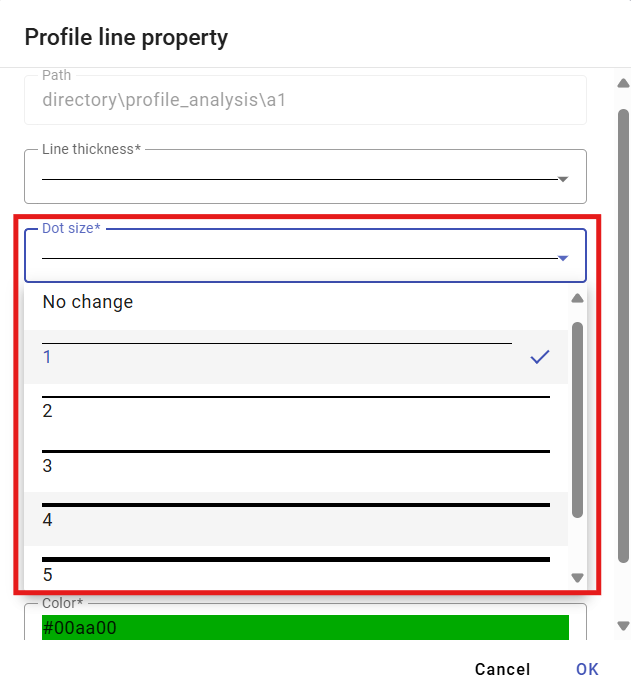 Profile line property
Path
directory\profile_analysis\a1
Line thickness*
Dot size*
No change
1
2
3
4
5
Color*
#00aa00
Cancel OK